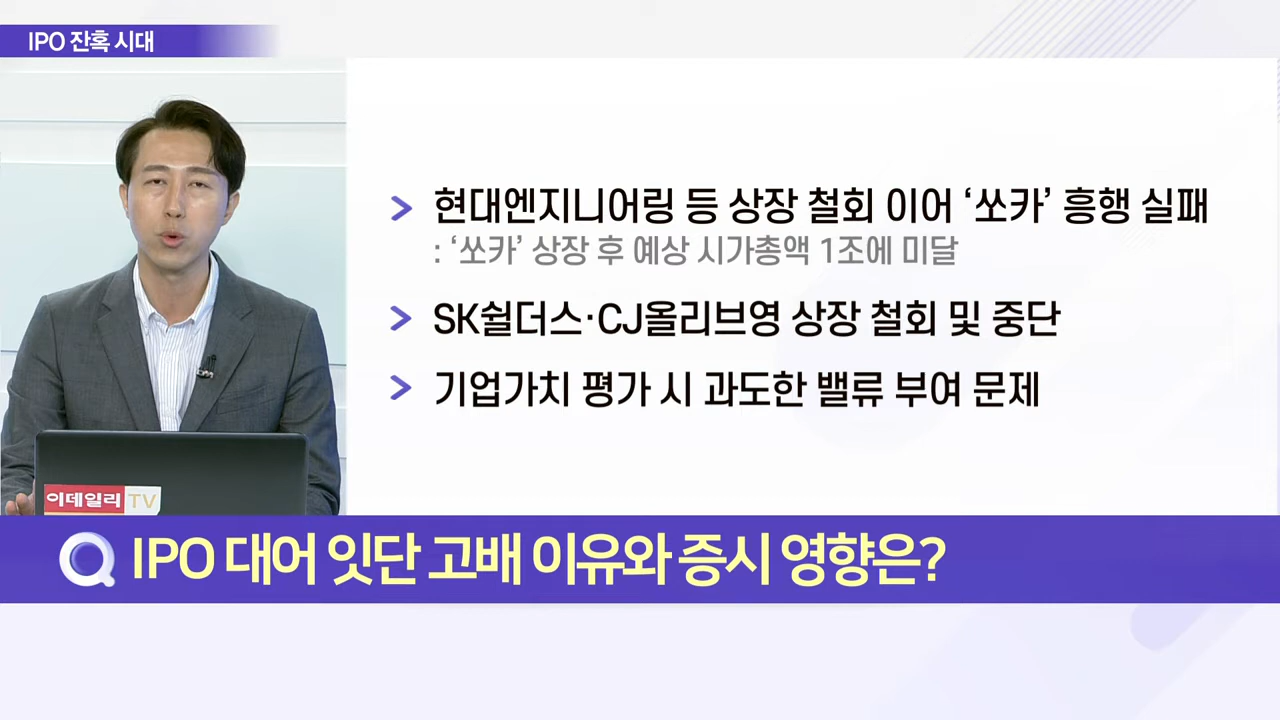 IPO 잔혹 시대
현대엔지니어링 등 상장 철회 이어 ‘쏘카’ 흥행 실패
: ‘쏘카’ 상장 후 예상 시가총액 1조에 미달
SK쉴더스·CJ올리브영 상장 철회 및 중단
기업가치 평가 시 과도한 밸류 부여 문제
이데일리 TV
Q IPO 대어 잇단 고배 이유와 증시 영향은?